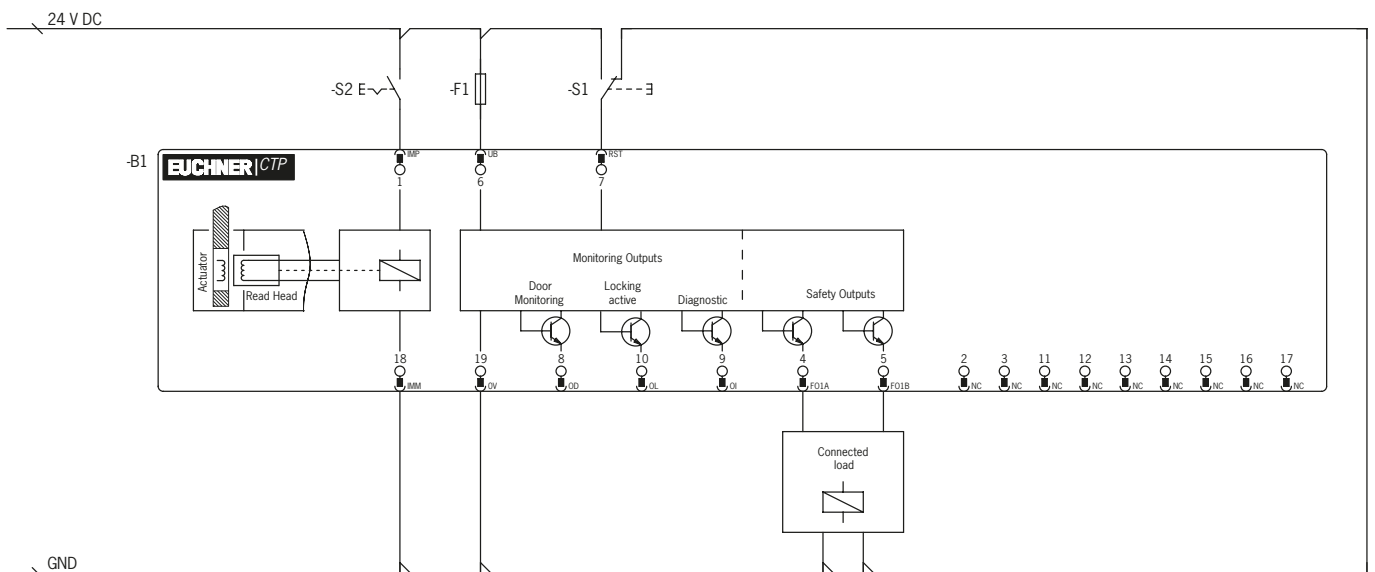 24 V DC
-S2
-F1
-S1
-B1
EUCHNER CTP
IMP
UB
RST
1
6
7
Actuator
Read Head
Monitoring Outputs
Door
Monitoring
Locking
active
Diagnostic
Safety Outputs
18
19
8
10
9
4
5
2
3
11
12
13
14
15
16
17
IMM
0V
OD
OL
OI
FO1A
FO1B
NC
NC
NC
NC
NC
NC
NC
NC
NC
Connected
load
GND